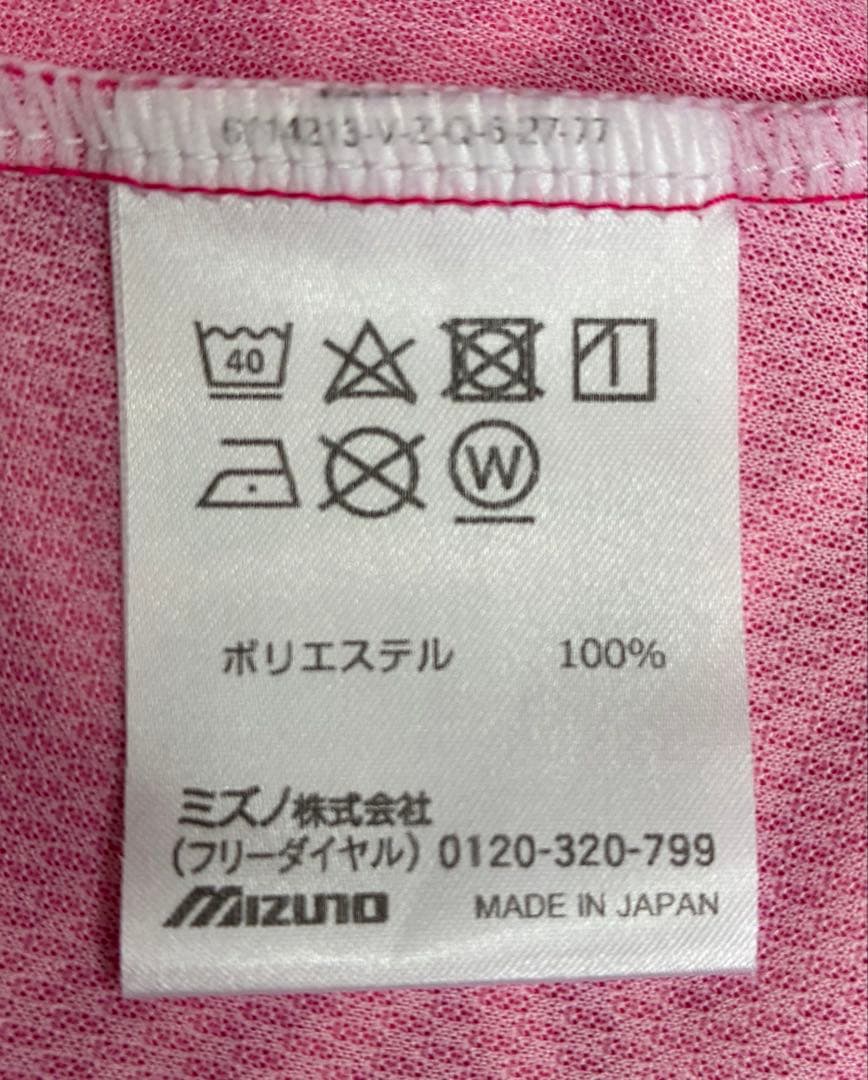 40
W
ポリエステル 100%
ミズノ株式会社
(フリーダイヤル) 0120-320-799
MIZUNO MADE IN JAPAN